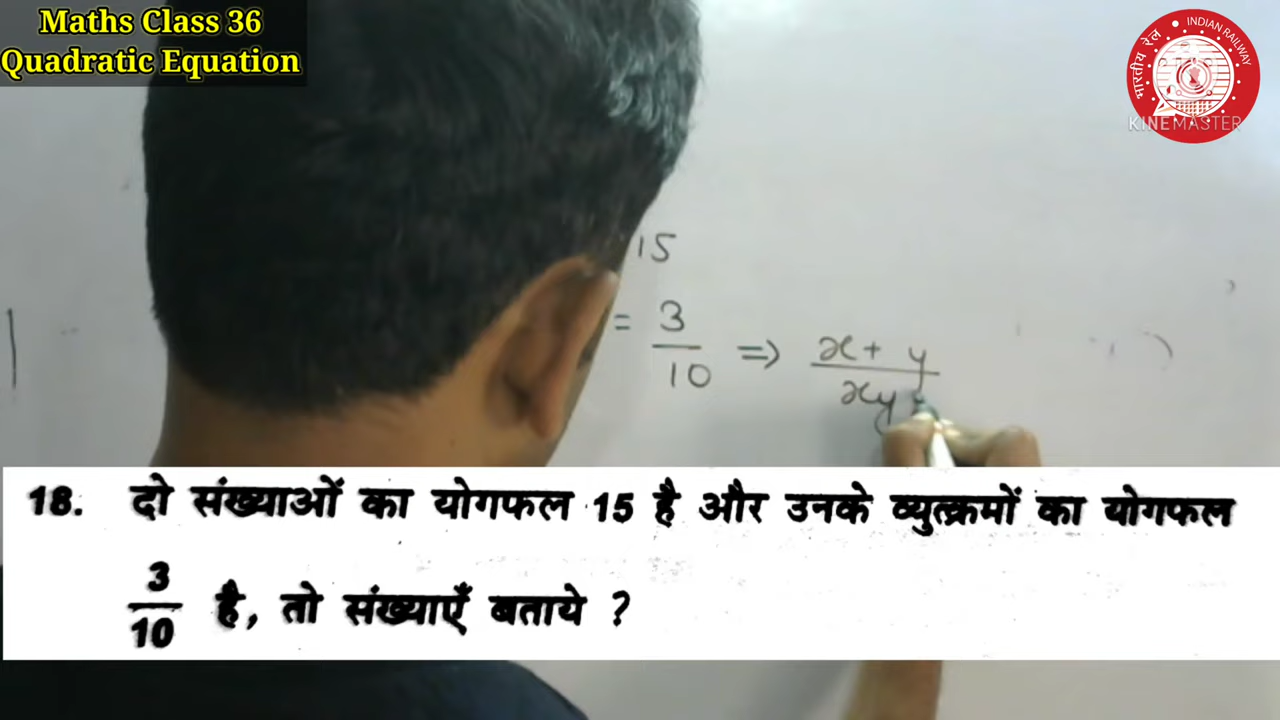 Maths Class 36
Quadratic Equation
भारतीय रेल
INDIAN RAILWAY
KINEMASTER
15
= 3/10 => x + y/xy
18. दो संख्याओं का योगफल 15 है और उनके व्युत्क्रमों का योगफल
3/10 है, तो संख्याएँ बताये ?